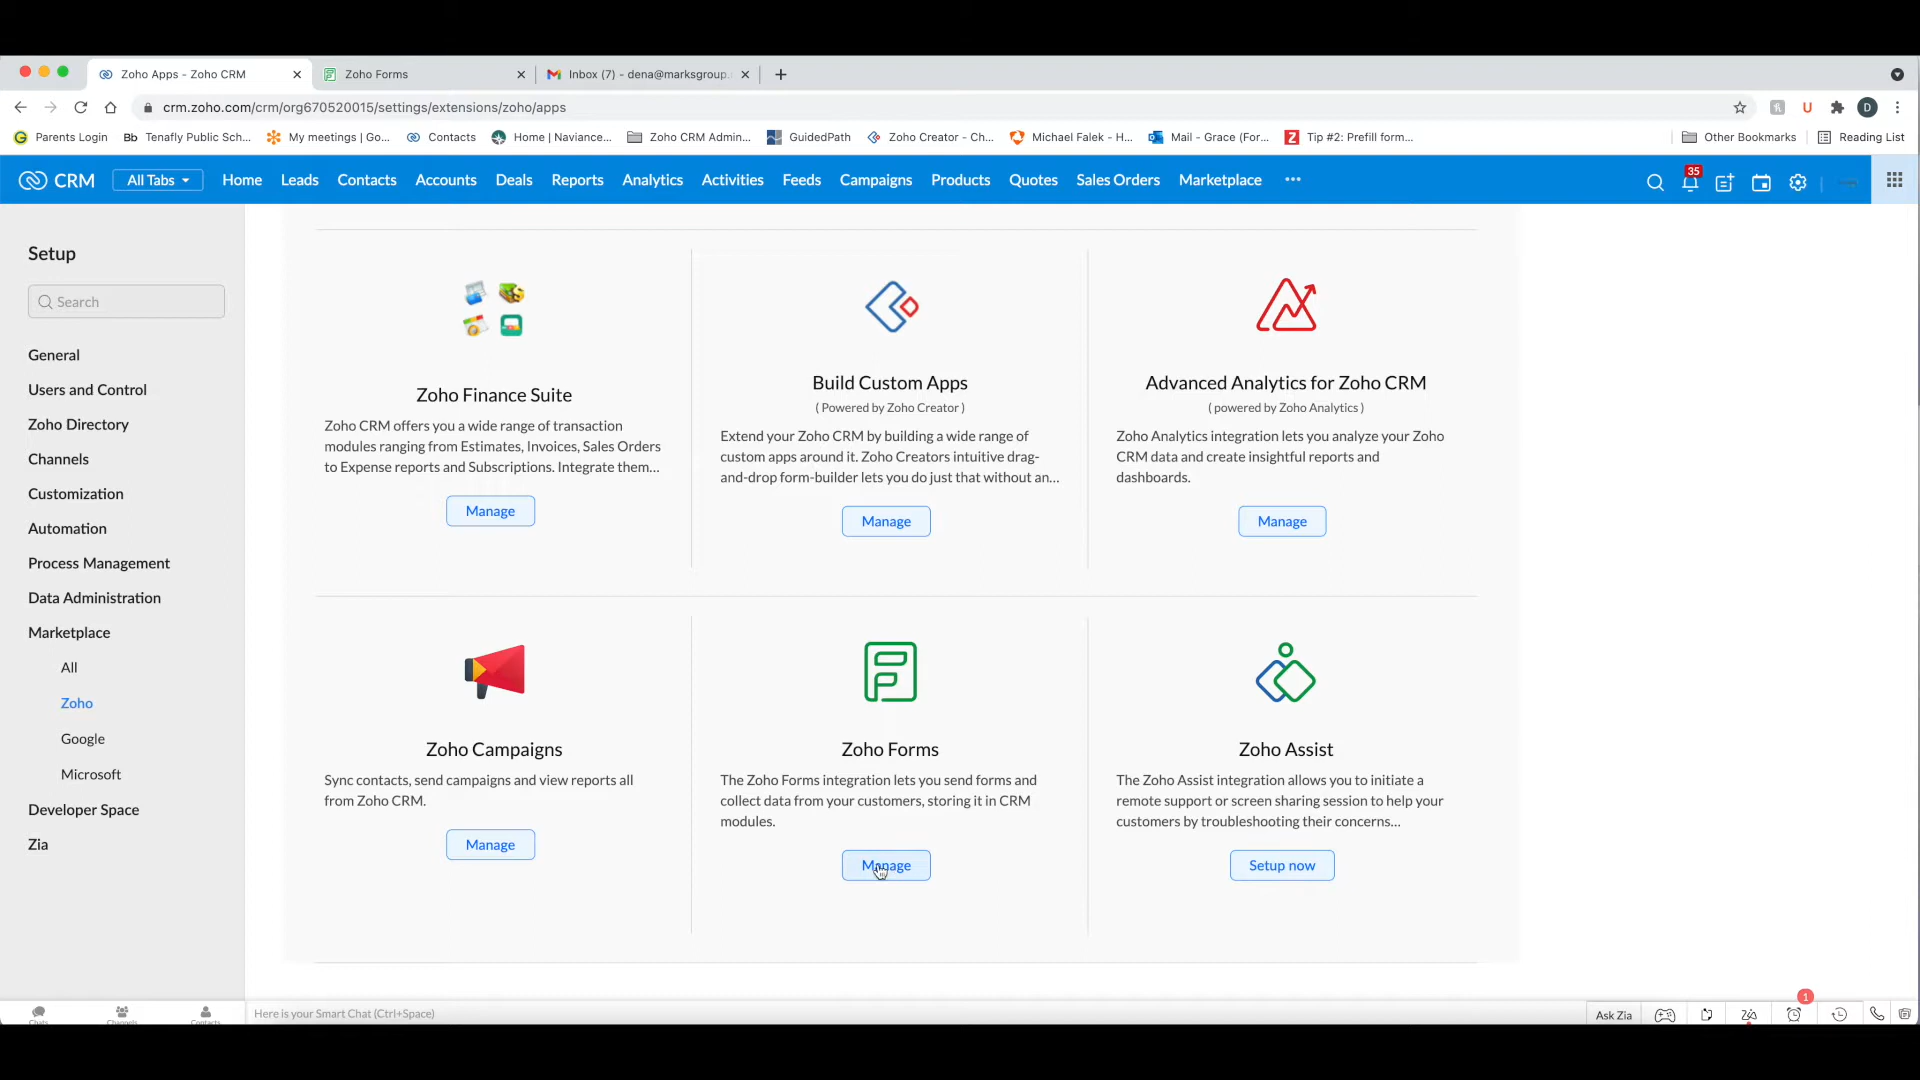 Zoho Apps - Zoho CRM
Zoho Forms
Inbox (7) - dena@marksgroup.
crm.zoho.com/crm/org670520015/settings/extensions/zoho/apps
D
Parents Login
Bb Tenafly Public Sch...
My meetings | Go...
Contacts
Home | Naviance...
Zoho CRM Admin...
GuidedPath
Zoho Creator - Ch...
Michael Falek - H...
Mail - Grace (For...
Tip #2: Prefill form...
Other Bookmarks
Reading List
CRM
All Tabs
Home
Leads
Contacts
Accounts
Deals
Reports
Analytics
Activities
Feeds
Campaigns
Products
Quotes
Sales Orders
Marketplace
35
Setup
Search
General
Users and Control
Zoho Directory
Channels
Customization
Automation
Process Management
Data Administration
Marketplace
All
Zoho
Google
Microsoft
Developer Space
Zia
Zoho Finance Suite
Zoho CRM offers you a wide range of transaction
modules ranging from Estimates, Invoices, Sales Orders
to Expense reports and Subscriptions. Integrate them...
Manage
Build Custom Apps
( Powered by Zoho Creator )
Extend your Zoho CRM by building a wide range of
custom apps around it. Zoho Creators intuitive drag-
and-drop form-builder lets you do just that without an...
Manage
Advanced Analytics for Zoho CRM
( powered by Zoho Analytics )
Zoho Analytics integration lets you analyze your Zoho
CRM data and create insightful reports and
dashboards.
Manage
Zoho Campaigns
Sync contacts, send campaigns and view reports all
from Zoho CRM.
Manage
Zoho Forms
The Zoho Forms integration lets you send forms and
collect data from your customers, storing it in CRM
modules.
Manage
Zoho Assist
The Zoho Assist integration allows you to initiate a
remote support or screen sharing session to help your
customers by troubleshooting their concerns...
Setup now
Chats
Channels
Contacts
Here is your Smart Chat (Ctrl+Space)
Ask Zia
1